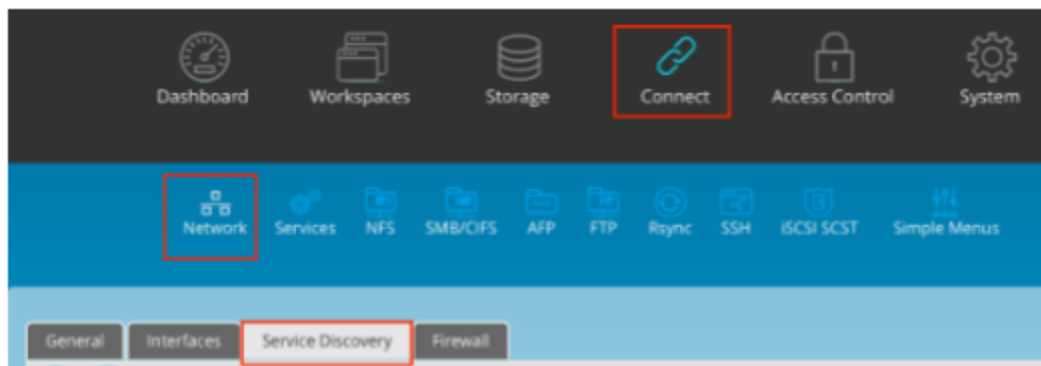 Dashboard Workspaces Storage Connect Access Control System
Network Services NFS SMB/CIFS AFP FTP Rsync SSH iSCSI SCST Simple Menus
General Interfaces Service Discovery Firewall